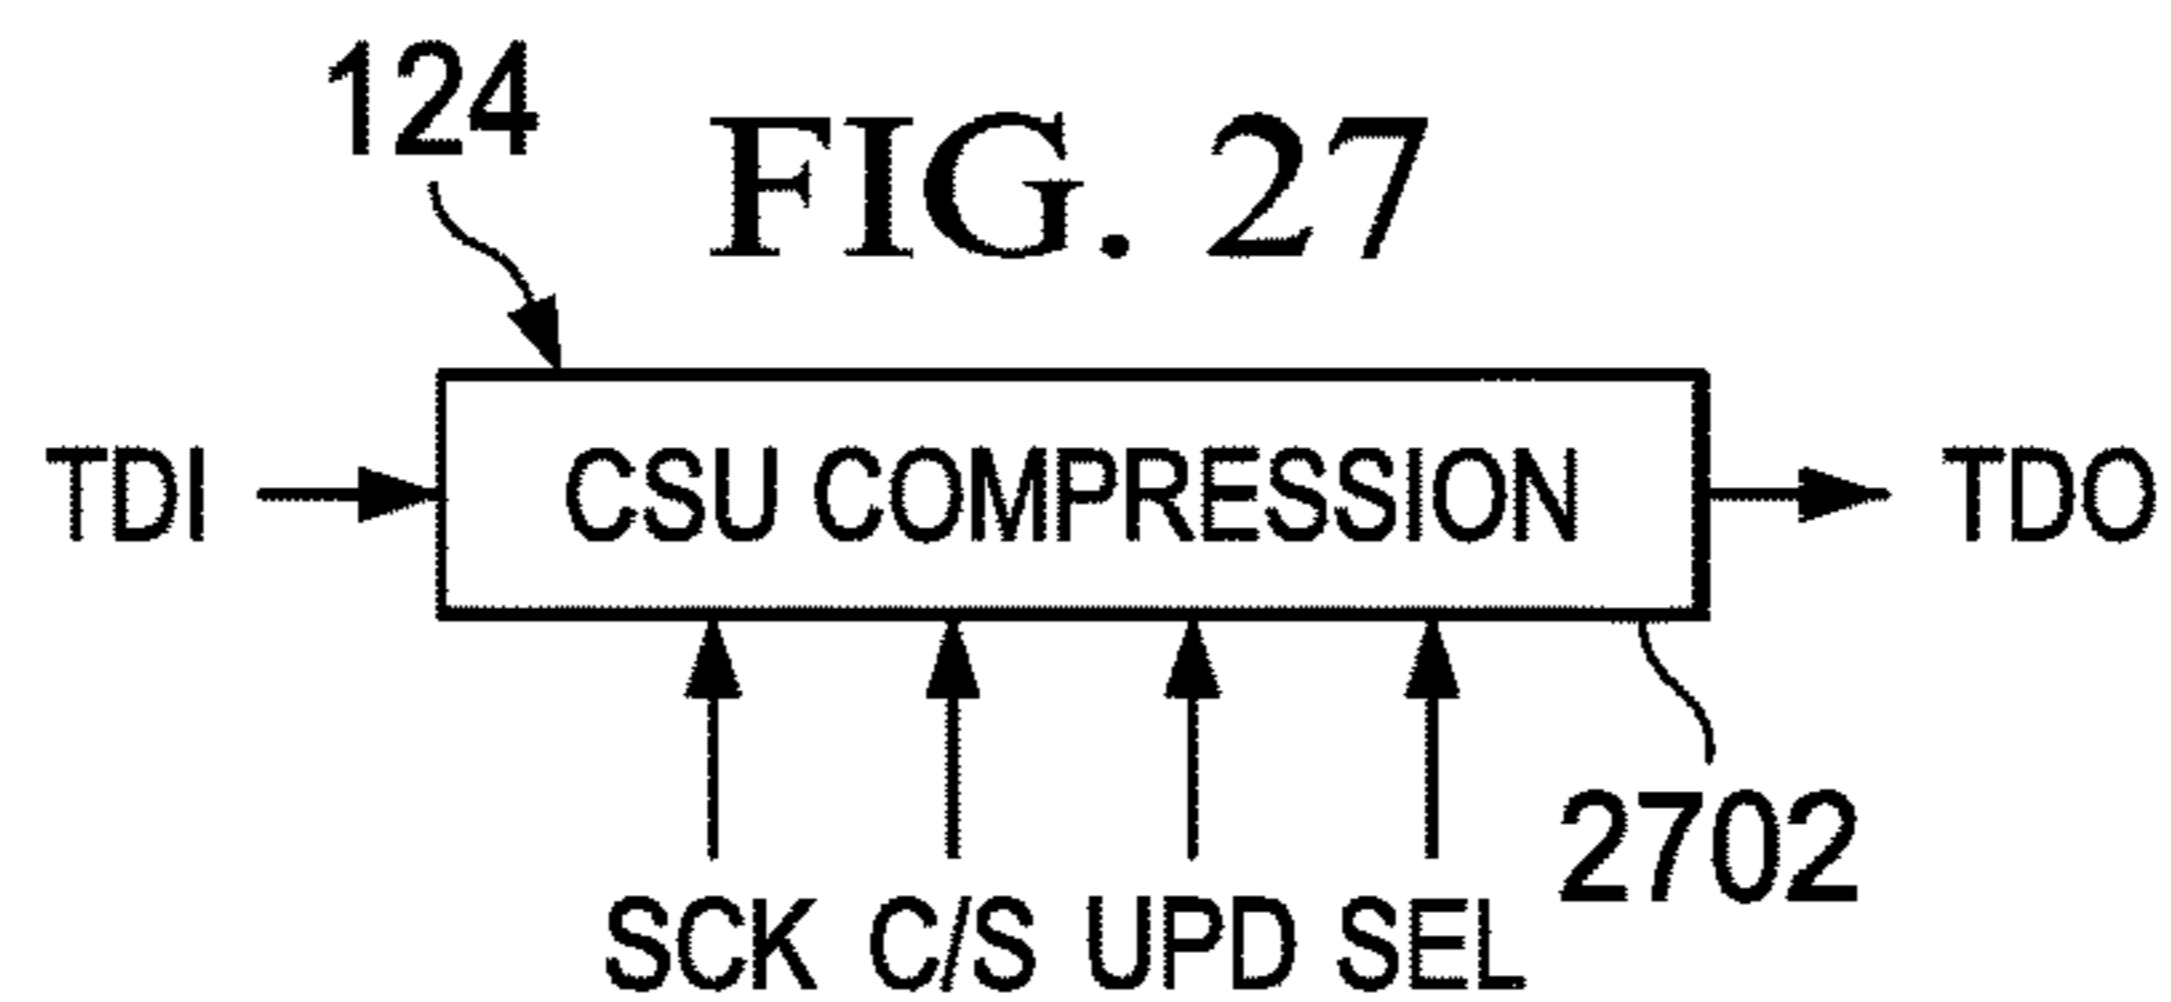 124
FIG. 27
TDI
CSU COMPRESSION
TDO
SCK C/S UPD SEL
2702